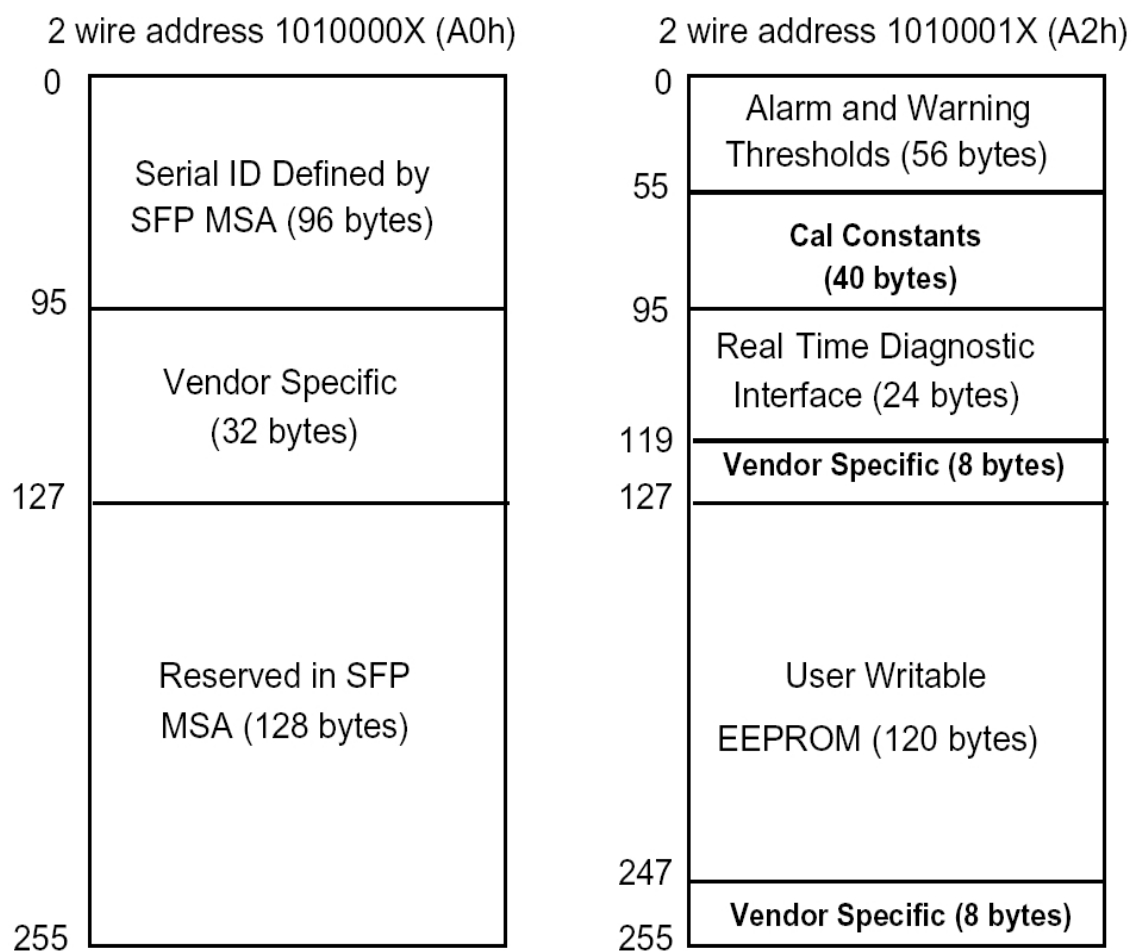 2 wire address 1010000X (A0h)
0
Serial ID Defined by
SFP MSA (96 bytes)
95
Vendor Specific
(32 bytes)
127
Reserved in SFP
MSA (128 bytes)
255
2 wire address 1010001X (A2h)
0
Alarm and Warning
Thresholds (56 bytes)
55
Cal Constants
(40 bytes)
95
Real Time Diagnostic
Interface (24 bytes)
119
Vendor Specific (8 bytes)
127
User Writable
EEPROM (120 bytes)
247
Vendor Specific (8 bytes)
255